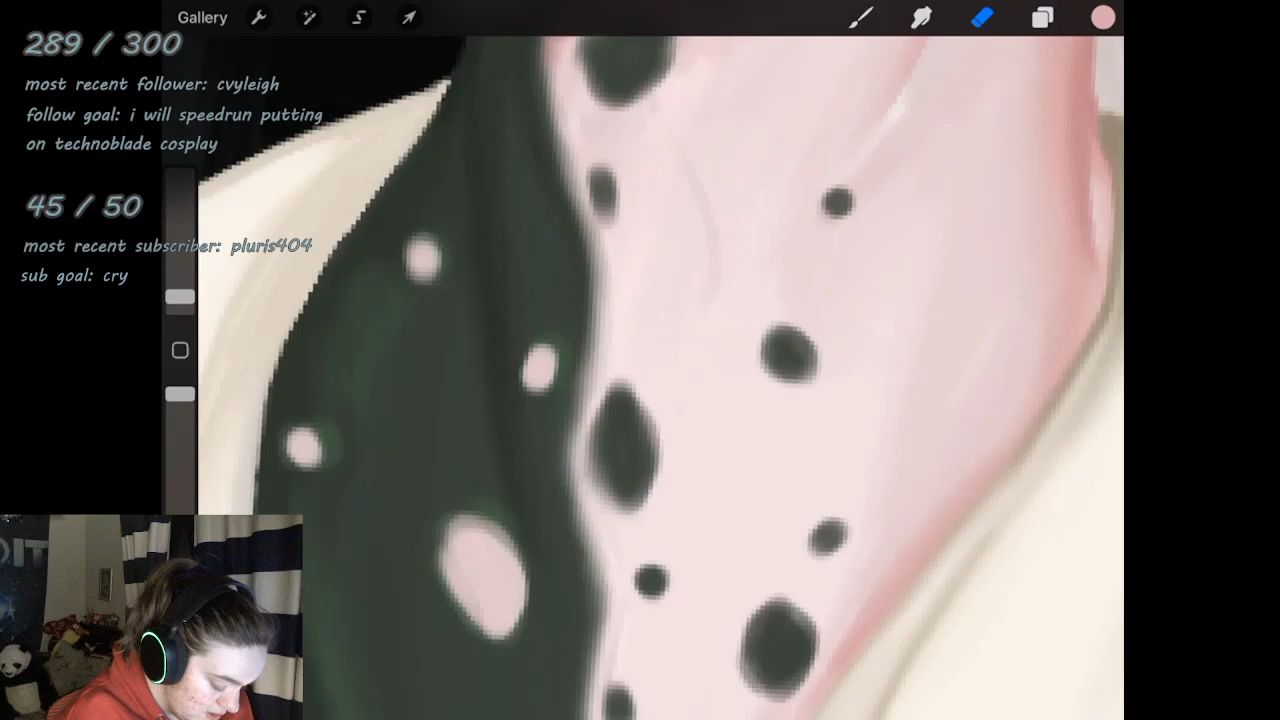 Gallery
289 / 300
most recent follower: cvyleigh
follow goal: i will speedrun putting
on technoblade cosplay
45 / 50
most recent subscriber: pluris404
sub goal: cry